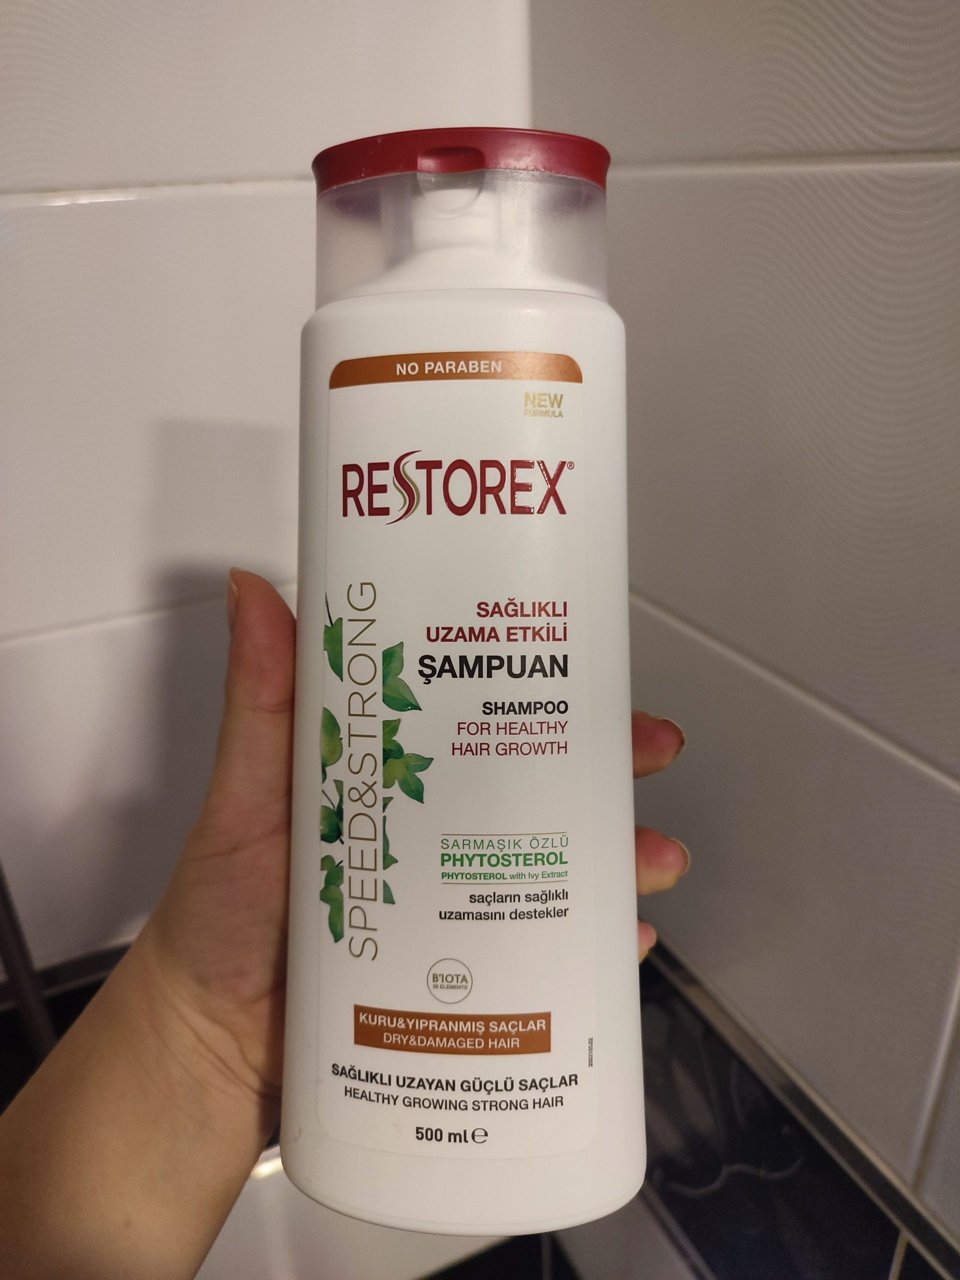 NO PARABEN
NEW
FORMULA
RESTOREX®
SPEED&STRONG
SAĞLIKLI
UZAMA ETKİLİ
ŞAMPUAN
SHAMPOO
FOR HEALTHY
HAIR GROWTH
SARMAŞIK ÖZLÜ
PHYTOSTEROL
PHYTOSTEROL with Ivy Extract
saçların sağlıklı
uzamasını destekler
B'IOTA
KURU&YIPRANMIŞ SAÇLAR
DRY&DAMAGED HAIR
SAĞLIKLI UZAYAN GÜÇLÜ SAÇLAR
HEALTHY GROWING STRONG HAIR
500 ml ℮